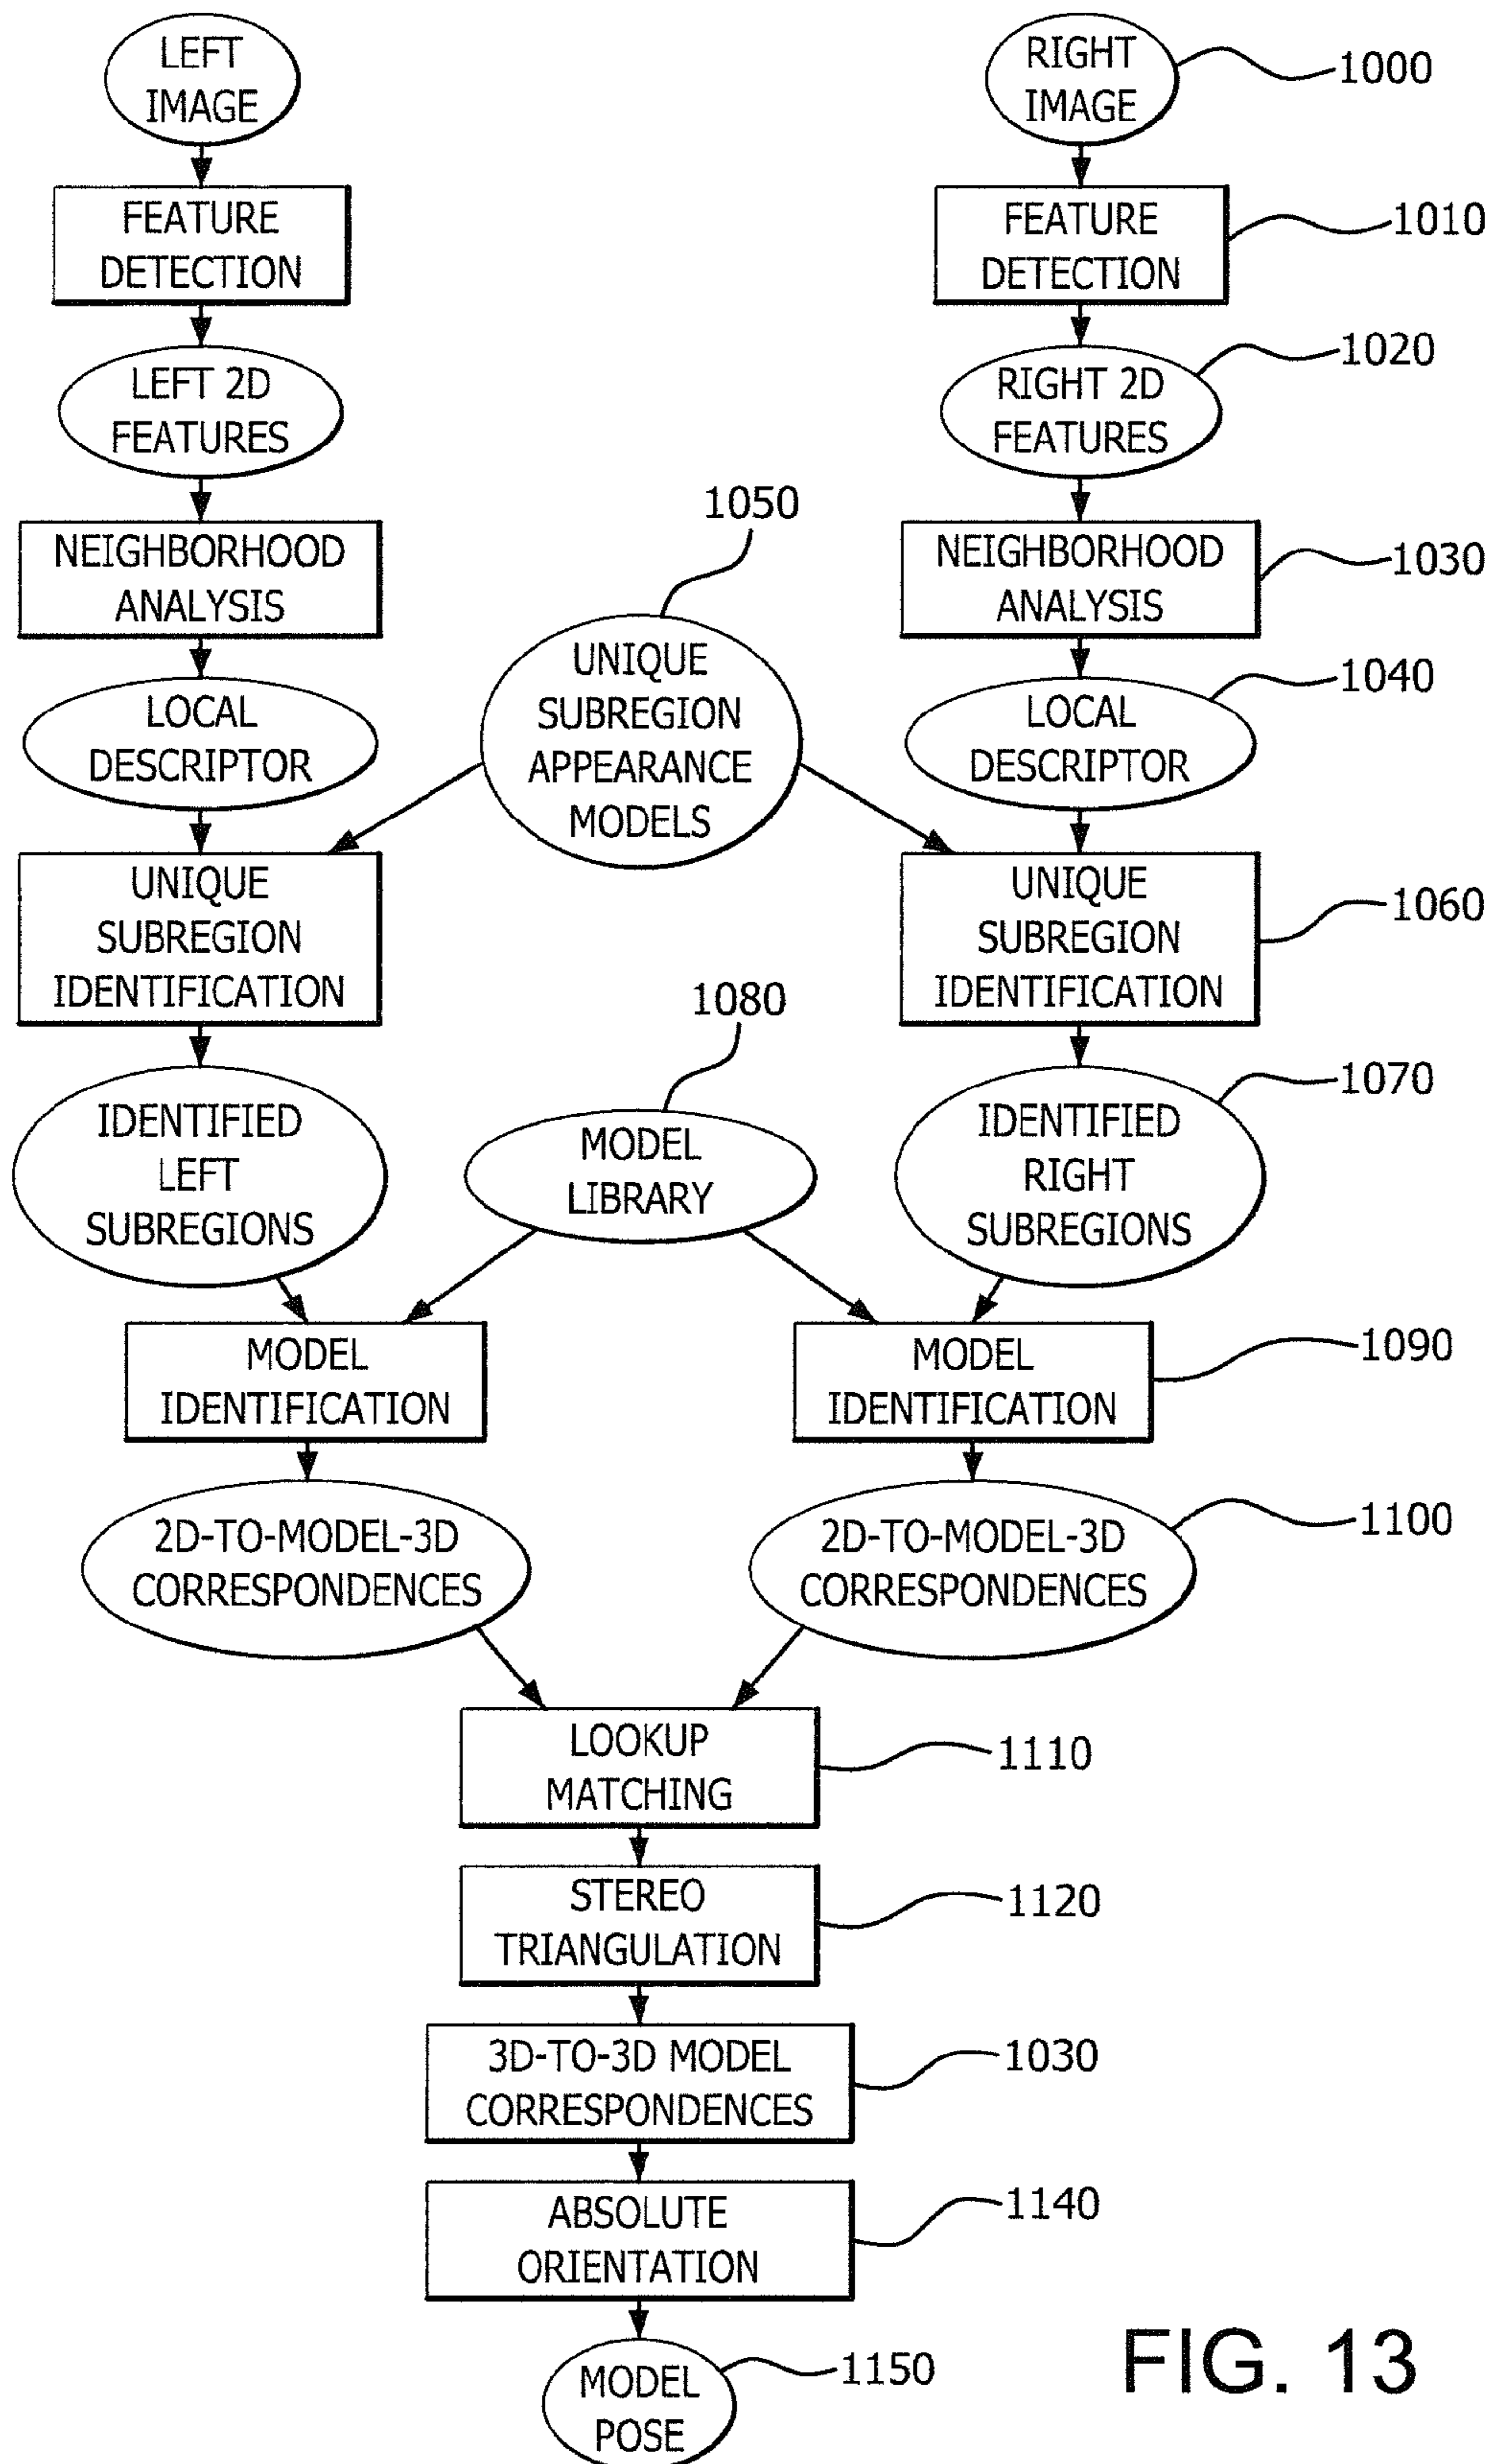 LEFT
IMAGE
RIGHT
IMAGE
1000
FEATURE
DETECTION
FEATURE
DETECTION
1010
LEFT 2D
FEATURES
RIGHT 2D
FEATURES
1020
NEIGHBORHOOD
ANALYSIS
1050
NEIGHBORHOOD
ANALYSIS
1030
LOCAL
DESCRIPTOR
UNIQUE
SUBREGION
APPEARANCE
MODELS
LOCAL
DESCRIPTOR
1040
UNIQUE
SUBREGION
IDENTIFICATION
UNIQUE
SUBREGION
IDENTIFICATION
1060
IDENTIFIED
LEFT
SUBREGIONS
1080
MODEL
LIBRARY
IDENTIFIED
RIGHT
SUBREGIONS
1070
MODEL
IDENTIFICATION
MODEL
IDENTIFICATION
1090
2D-TO-MODEL-3D
CORRESPONDENCES
2D-TO-MODEL-3D
CORRESPONDENCES
1100
LOOKUP
MATCHING
1110
STEREO
TRIANGULATION
1120
3D-TO-3D MODEL
CORRESPONDENCES
1030
ABSOLUTE
ORIENTATION
1140
MODEL
POSE
1150
FIG. 13